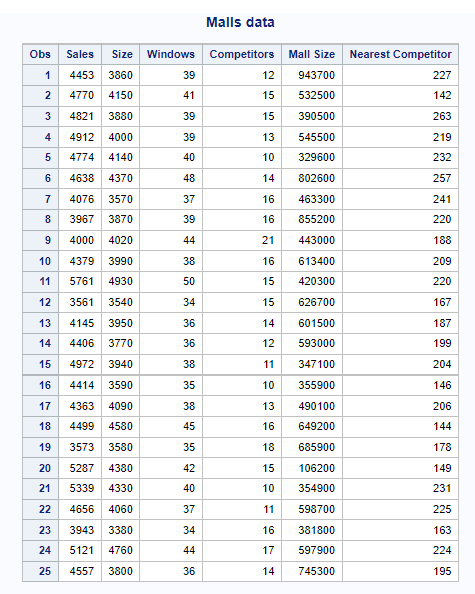 Malls data
Obs Sales Size Windows Competitors Mall Size Nearest Competitor
1 4453 3860 39 12 943700 227
2 4770 4150 41 15 532500 142
3 4821 3880 39 15 390500 263
4 4912 4000 39 13 545500 219
5 4774 4140 40 10 329600 232
6 4638 4370 48 14 802600 257
7 4076 3570 37 16 463300 241
8 3967 3870 39 16 855200 220
9 4000 4020 44 21 443000 188
10 4379 3990 38 16 613400 209
11 5761 4930 50 15 420300 220
12 3561 3540 34 15 626700 167
13 4145 3950 36 14 601500 187
14 4406 3770 36 12 593000 199
15 4972 3940 38 11 347100 204
16 4414 3590 35 10 355900 146
17 4363 4090 38 13 490100 206
18 4499 4580 45 16 649200 144
19 3573 3580 35 18 685900 178
20 5287 4380 42 15 106200 149
21 5339 4330 40 10 354900 231
22 4656 4060 37 11 598700 225
23 3943 3380 34 16 381800 163
24 5121 4760 44 17 597900 224
25 4557 3800 36 14 745300 195